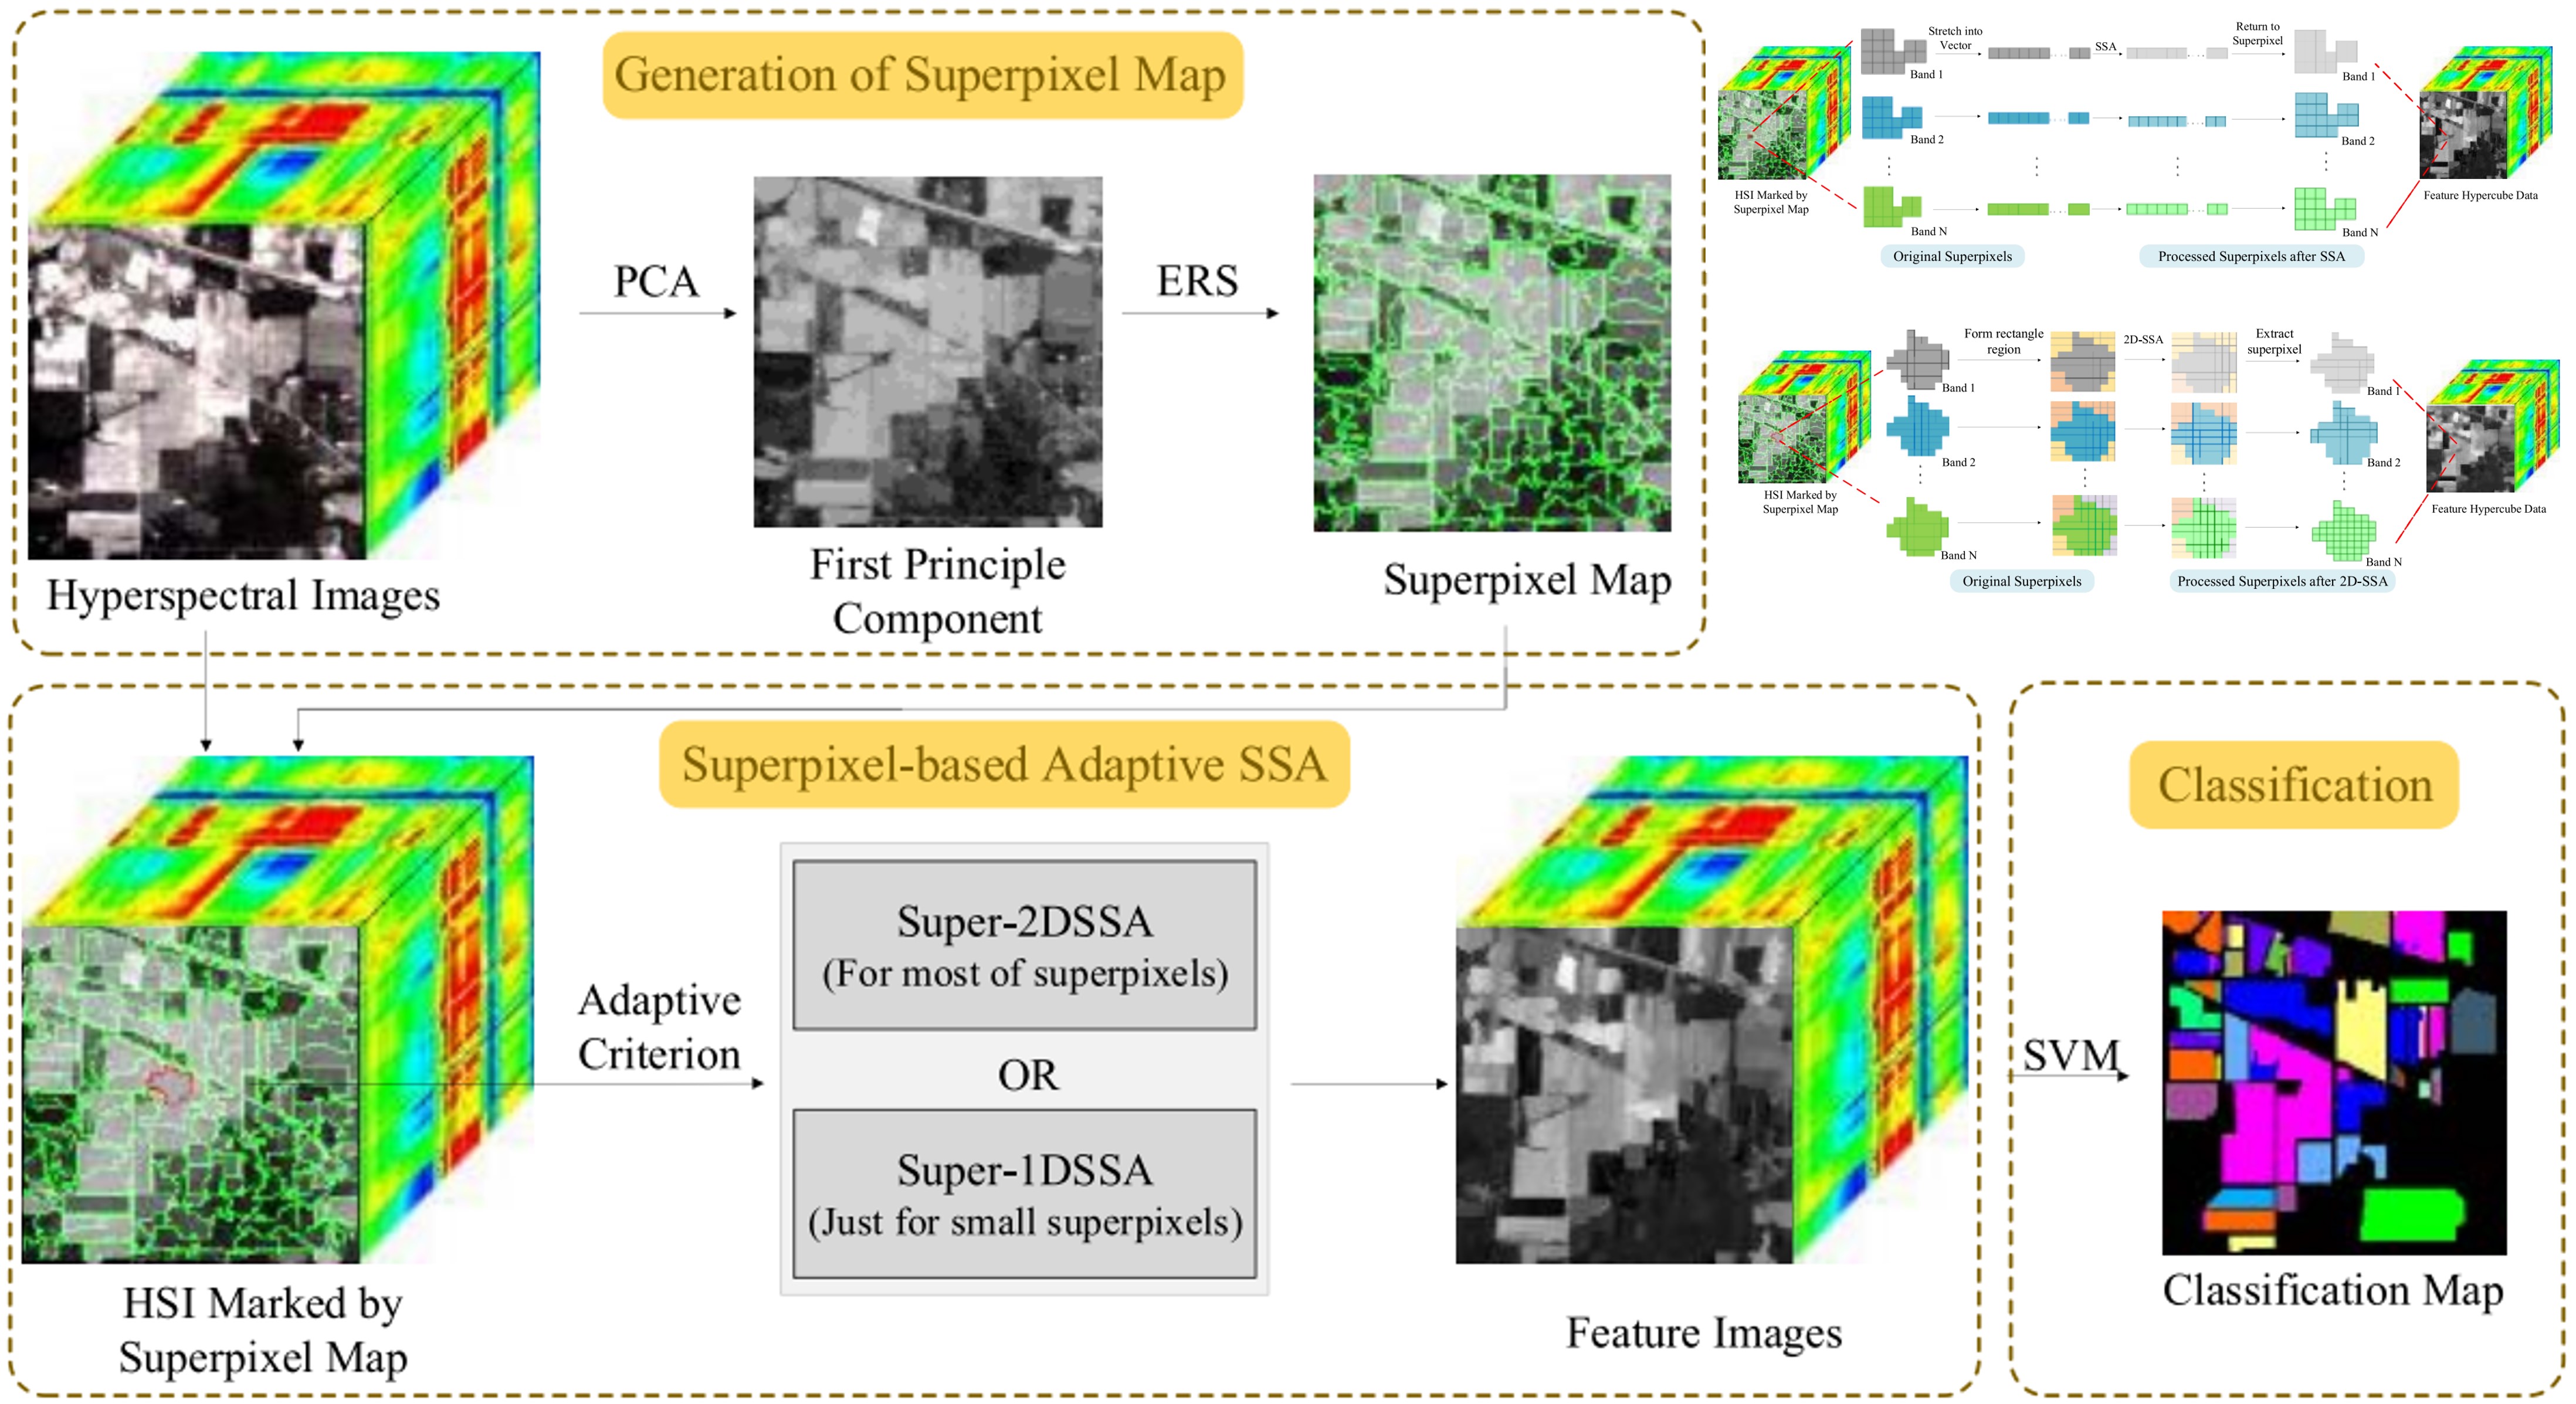 Generation of Superpixel Map
PCA
ERS
Hyperspectral Images
First Principle
Component
Superpixel Map
Stretch into
Vector
SSA
Return to
Superpixel
Band 1
Band 1
Band 2
Band 2
HSI Marked by
Superpixel Map
Band N
Band N
Feature Hypercube Data
Original Superpixels
Processed Superpixels after SSA
Form rectangle
region
2D-SSA
Extract
superpixel
Band 1
Band 1
Band 2
Band 2
HSI Marked by
Superpixel Map
Band N
Band N
Feature Hypercube Data
Original Superpixels
Processed Superpixels after 2D-SSA
Superpixel-based Adaptive SSA
Adaptive
Criterion
Super-2DSSA
(For most of superpixels)
OR
Super-1DSSA
(Just for small superpixels)
HSI Marked by
Superpixel Map
Feature Images
Classification
SVM
Classification Map